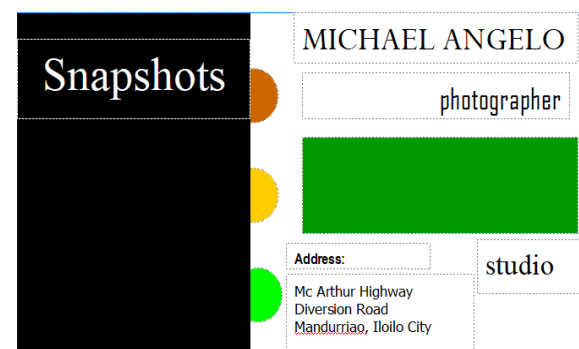 Snapshots
MICHAEL ANGELO
photographer
studio
Address:
Mc Arthur Highway
Diversion Road
Mandurriao, Iloilo City